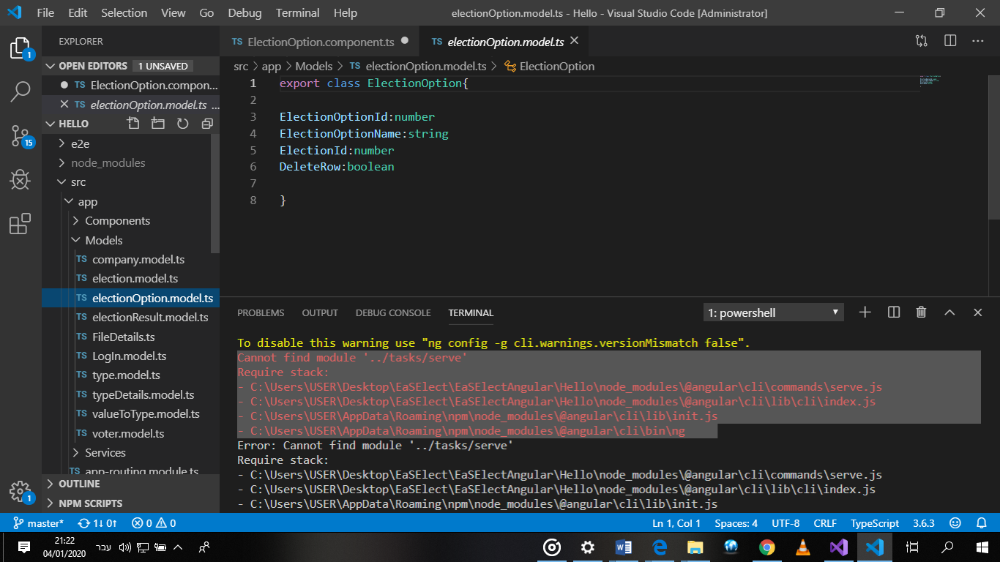 File Edit Selection View Go Debug Terminal Help
electionOption.model.ts - Hello - Visual Studio Code [Administrator]
EXPLORER
TS ElectionOption.component.ts
TS electionOption.model.ts
OPEN EDITORS 1 UNSAVED
TS ElectionOption.compon...
TS electionOption.model.ts ...
HELLO
e2e
node_modules
src
app
Components
Models
TS company.model.ts
TS election.model.ts
TS electionOption.model.ts
TS electionResult.model.ts
TS FileDetails.ts
TS LogIn.model.ts
TS type.model.ts
TS typeDetails.model.ts
TS valueToType.model.ts
TS voter.model.ts
Services
TS app-routing.module.ts
OUTLINE
NPM SCRIPTS
1
15
1
src > app > Models > TS electionOption.model.ts > ElectionOption
1 export class ElectionOption{
2
3 ElectionOptionId:number
4 ElectionOptionName:string
5 ElectionId:number
6 DeleteRow:boolean
7
8 }
PROBLEMS OUTPUT DEBUG CONSOLE TERMINAL
1: powershell
To disable this warning use "ng config -g cli.warnings.versionMismatch false".
Cannot find module '../tasks/serve'
Require stack:
- C:\Users\USER\Desktop\EaSElect\EaSElectAngular\Hello\node_modules\@angular\cli\commands\serve.js
- C:\Users\USER\Desktop\EaSElect\EaSElectAngular\Hello\node_modules\@angular\cli\lib\cli\index.js
- C:\Users\USER\AppData\Roaming\npm\node_modules\@angular\cli\lib\init.js
- C:\Users\USER\AppData\Roaming\npm\node_modules\@angular\cli\bin\ng
Error: Cannot find module '../tasks/serve'
Require stack:
- C:\Users\USER\Desktop\EaSElect\EaSElectAngular\Hello\node_modules\@angular\cli\commands\serve.js
- C:\Users\USER\Desktop\EaSElect\EaSElectAngular\Hello\node_modules\@angular\cli\lib\cli\index.js
- C:\Users\USER\AppData\Roaming\npm\node_modules\@angular\cli\lib\init.js
master* 1↓ 0↑ 0 0
Ln 1, Col 1 Spaces: 4 UTF-8 CRLF TypeScript 3.6.3
21:22
04/01/2020
עבר